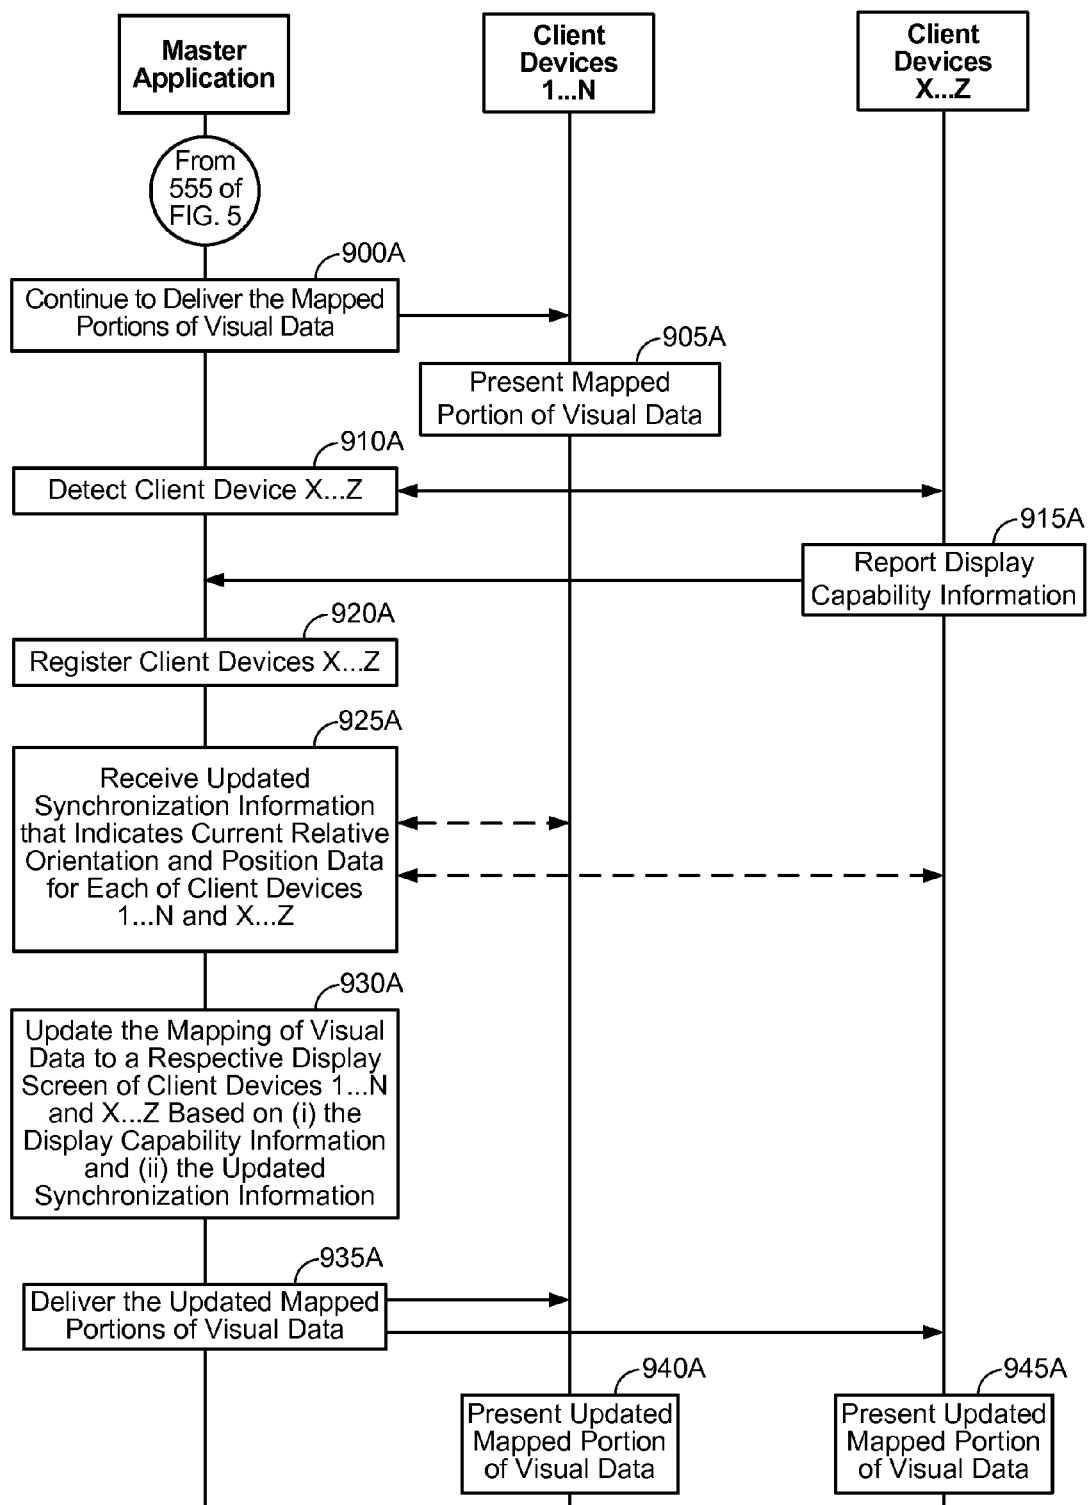 Master
Application
Client
Devices
1...N
Client
Devices
X...Z
From
555 of
FIG. 5
900A
Continue to Deliver the Mapped
Portions of Visual Data
905A
Present Mapped
Portion of Visual Data
910A
Detect Client Device X...Z
915A
Report Display
Capability Information
920A
Register Client Devices X...Z
925A
Receive Updated
Synchronization Information
that Indicates Current Relative
Orientation and Position Data
for Each of Client Devices
1...N and X...Z
930A
Update the Mapping of Visual
Data to a Respective Display
Screen of Client Devices 1...N
and X...Z Based on (i) the
Display Capability Information
and (ii) the Updated
Synchronization Information
935A
Deliver the Updated Mapped
Portions of Visual Data
940A
Present Updated
Mapped Portion
of Visual Data
945A
Present Updated
Mapped Portion
of Visual Data